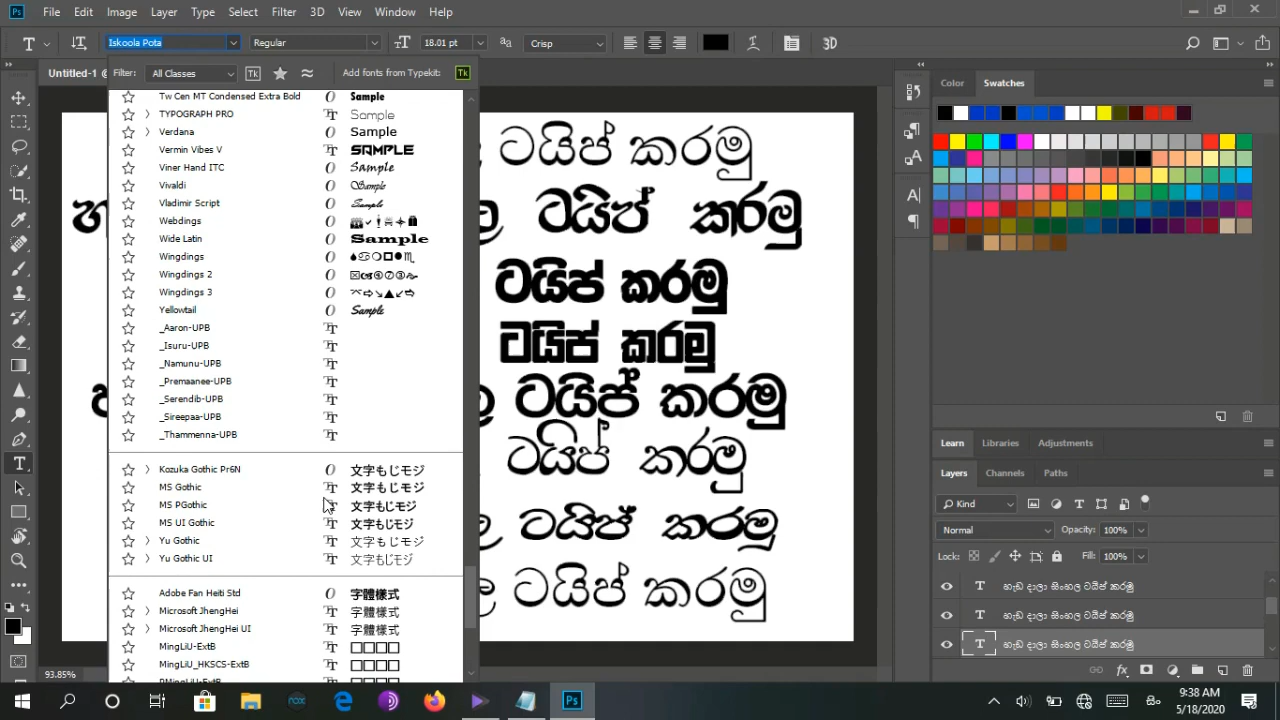 Ps File Edit Image Layer Type Select Filter 3D View Window Help
T Iskoola Pota Regular 18.01 pt Crisp 3D
Filter: All Classes Tk Add fonts from Typekit: Tk
Untitled-1 @
Color Swatches
Tw Cen MT Condensed Extra Bold Sample
TYPOGRAPH PRO Sample
Verdana Sample
Vermin Vibes V SAMPLE
Viner Hand ITC Sample
Vivaldi Sample
Vladimir Script Sample
Webdings
Wide Latin Sample
Wingdings
Wingdings 2
Wingdings 3
Yellowtail Sample
_Aaron-UPB
_Isuru-UPB
_Namunu-UPB
_Premaanee-UPB
_Serendib-UPB
_Sireepaa-UPB
_Thammenna-UPB
Kozuka Gothic Pr6N 文字もじモジ
MS Gothic 文字もじモジ
MS PGothic 文字もじモジ
MS UI Gothic 文字もじモジ
Yu Gothic 文字もじモジ
Yu Gothic UI 文字もじモジ
Adobe Fan Heiti Std 字體樣式
Microsoft JhengHei 字體樣式
Microsoft JhengHei UI 字體樣式
MingLiU-ExtB
MingLiU_HKSCS-ExtB
PMingLiU-ExtB
ටයිප් කරමු
ටයිප් කරමු
ටයිප් කරමු
ටයිප් කරමු
ටයිප් කරමු
ටයිප් කරමු
ටයිප් කරමු
ටයිප් කරමු
Learn Libraries Adjustments
Layers Channels Paths
Kind
Normal Opacity: 100%
Lock: Fill: 100%
T හැඩ දාලා සිංහල ටයිප් කරමු
T හැඩ දාලා සිංහල ටයිප් කරමු
T හැඩ දාලා සිංහල ටයිප් කරමු
93.85%
9:38 AM
5/18/2020